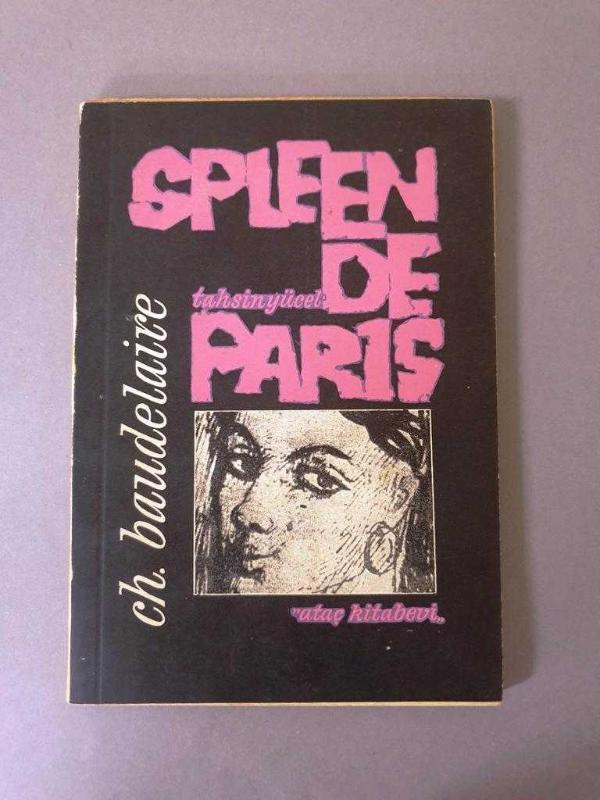 SPLEEN
DE
tahsinyücel
PARIS
ch. baudelaire
"ataç kitabevi„